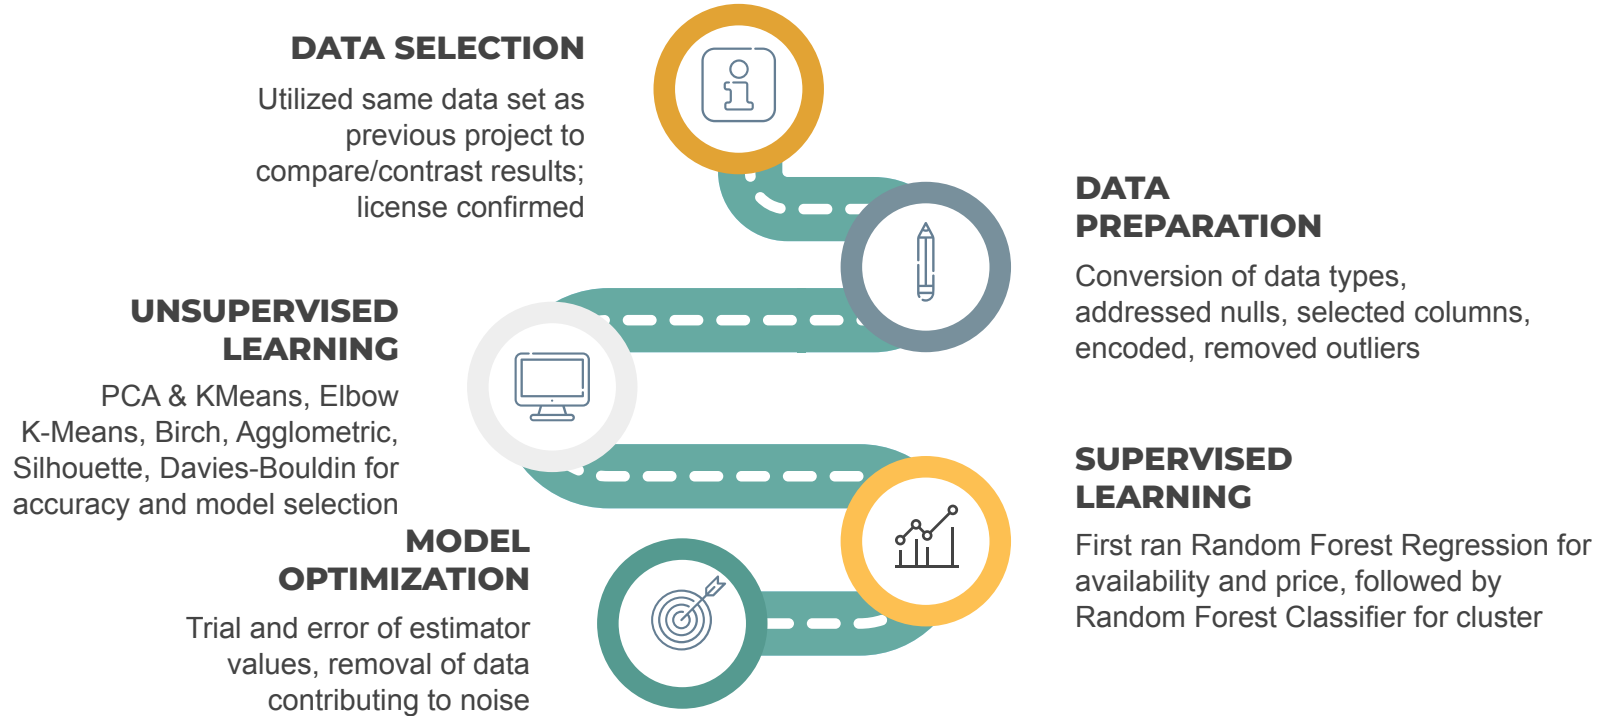 DATA SELECTION
Utilized same data set as
previous project to
compare/contrast results;
license confirmed
DATA
PREPARATION
Conversion of data types,
addressed nulls, selected columns,
encoded, removed outliers
UNSUPERVISED
LEARNING
PCA & KMeans, Elbow
K-Means, Birch, Agglometric,
Silhouette, Davies-Bouldin for
accuracy and model selection
SUPERVISED
LEARNING
First ran Random Forest Regression for
availability and price, followed by
Random Forest Classifier for cluster
MODEL
OPTIMIZATION
Trial and error of estimator
values, removal of data
contributing to noise